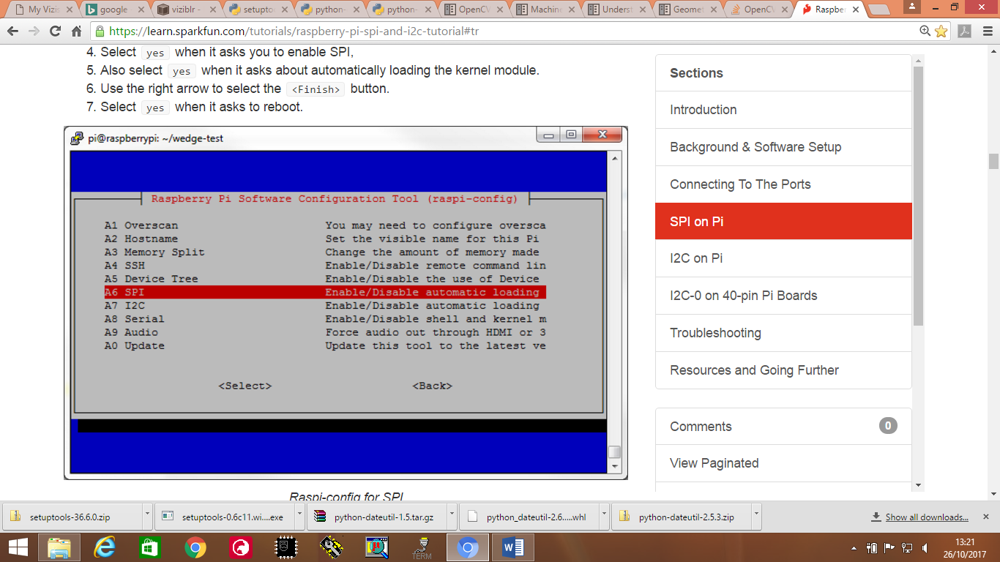 My Vizis
google
viziblr -
setupto
python-
python-
OpenCV
Machine
Underst
Geomet
OpenCV
Raspbe
https://learn.sparkfun.com/tutorials/raspberry-pi-spi-and-i2c-tutorial#tr
4. Select yes when it asks you to enable SPI,
5. Also select yes when it asks about automatically loading the kernel module.
6. Use the right arrow to select the <Finish> button.
7. Select yes when it asks to reboot.
pi@raspberrypi: ~/wedge-test
Raspberry Pi Software Configuration Tool (raspi-config)
A1 Overscan You may need to configure oversca
A2 Hostname Set the visible name for this Pi
A3 Memory Split Change the amount of memory made
A4 SSH Enable/Disable remote command lin
A5 Device Tree Enable/Disable the use of Device
A6 SPI Enable/Disable automatic loading
A7 I2C Enable/Disable automatic loading
A8 Serial Enable/Disable shell and kernel m
A9 Audio Force audio out through HDMI or 3
A0 Update Update this tool to the latest ve
<Select> <Back>
Raspi-config for SPI
Sections
Introduction
Background & Software Setup
Connecting To The Ports
SPI on Pi
I2C on Pi
I2C-0 on 40-pin Pi Boards
Troubleshooting
Resources and Going Further
Comments 0
View Paginated
setuptools-36.6.0.zip
setuptools-0.6c11.wi....exe
python-dateutil-1.5.tar.gz
python_dateutil-2.6.....whl
python-dateutil-2.5.3.zip
Show all downloads...
TERM
13:21
26/10/2017